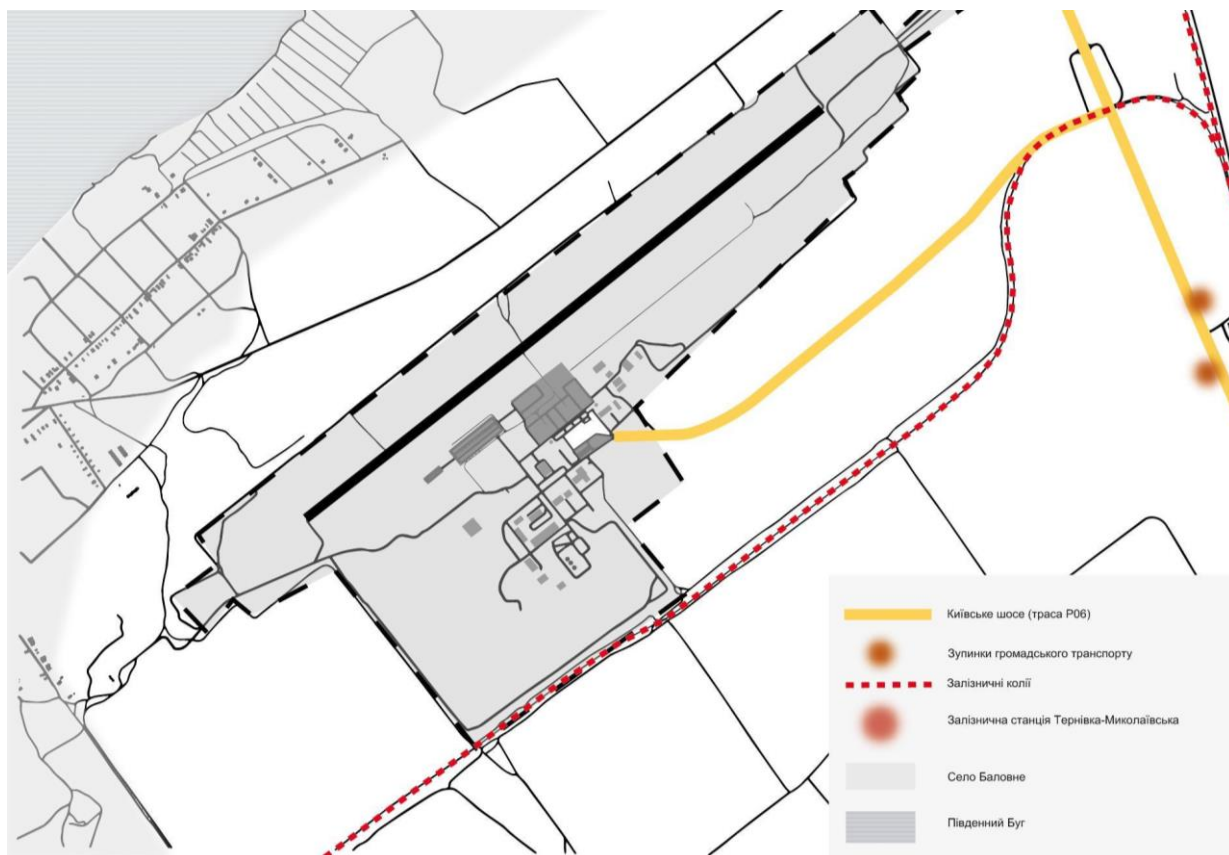 Київське шосе (траса Р06)
Зупинки громадського транспорту
Залізничні колії
Залізнична станція Тернівка-Миколаївська
Село Баловне
Південний Буг